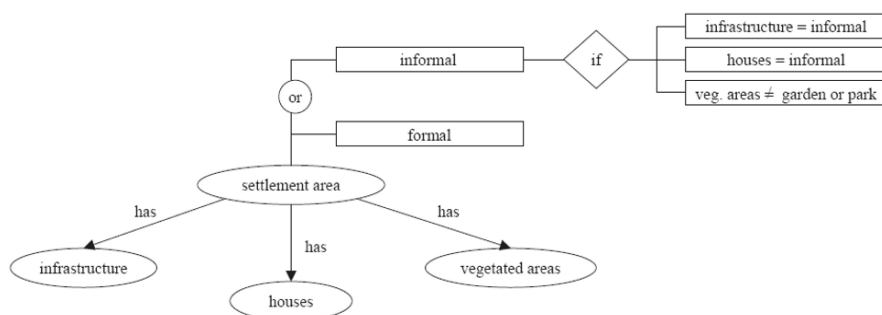 infrastructure = informal
informal
if
houses = informal
or
veg. areas ≠ garden or park
formal
settlement area
has
has
has
infrastructure
vegetated areas
houses